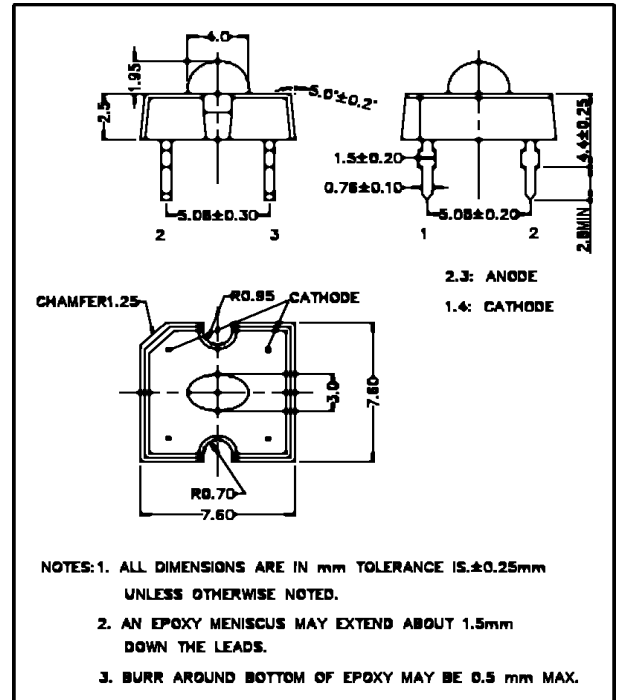 4.0
1.95
5.0°±0.2°
2.5
1.5±0.20
4.4±0.25
0.76±0.10
5.08±0.30
5.08±0.20
2.8MIN
2
3
1
2
2.3: ANODE
1.4: CATHODE
CHAMFER1.25
R0.95
CATHODE
3.0
7.60
R0.70
7.60
NOTES:1. ALL DIMENSIONS ARE IN mm TOLERANCE IS.±0.25mm
UNLESS OTHERWISE NOTED.
2. AN EPOXY MENISCUS MAY EXTEND ABOUT 1.5mm
DOWN THE LEADS.
3. BURR AROUND BOTTOM OF EPOXY MAY BE 0.5 mm MAX.